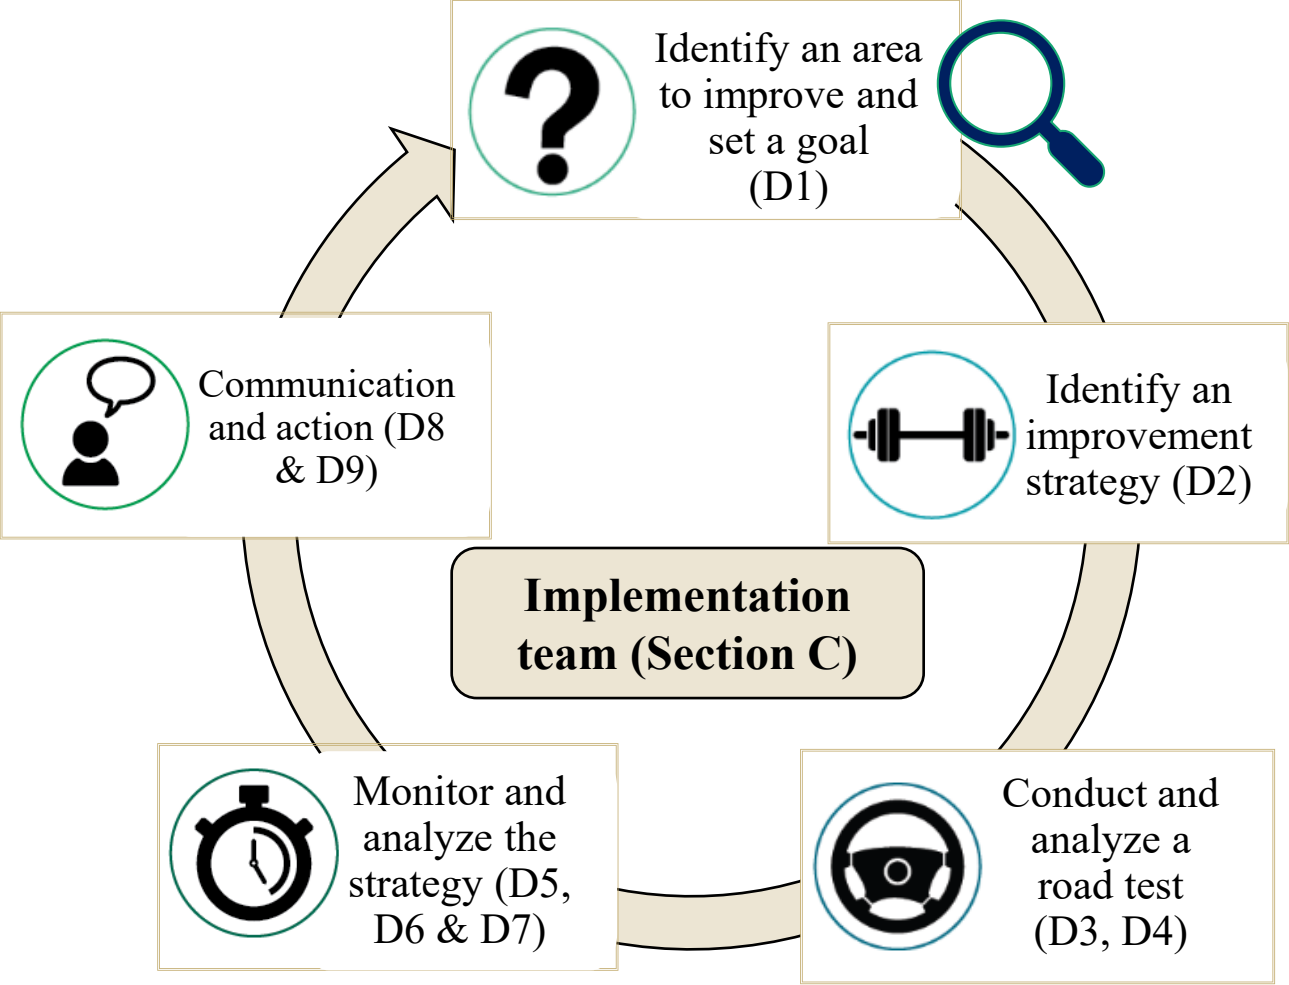 Identify an area
to improve and
set a goal
(D1)
Identify an
improvement
strategy (D2)
Conduct and
analyze a
road test
(D3, D4)
Monitor and
analyze the
strategy (D5,
D6 & D7)
Communication
and action (D8
& D9)
Implementation
team (Section C)